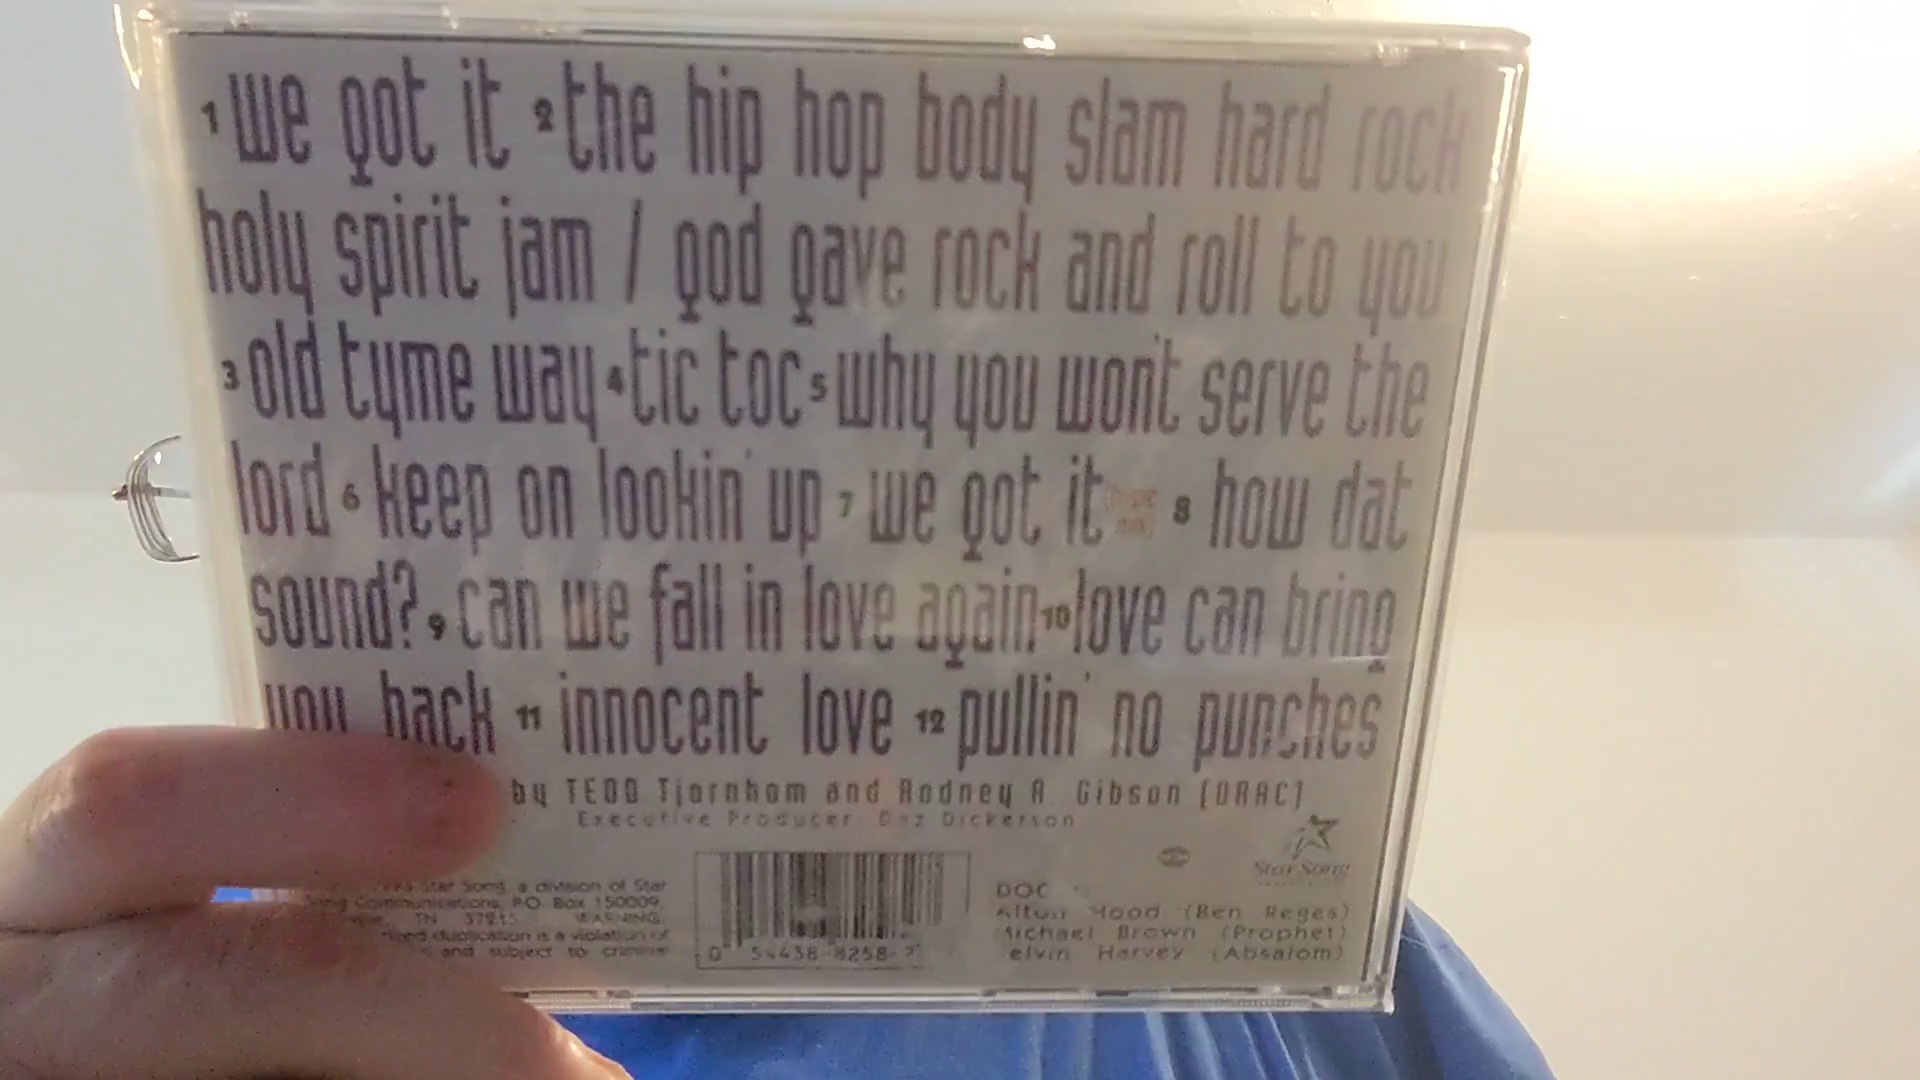 1 we got it 2 the hip hop body slam hard rock
holy spirit jam / god gave rock and roll to you
3 old tyme way 4 tic toc 5 why you won't serve the
lord 6 keep on lookin' up 7 we got it 8 how dat
sound? 9 can we fall in love again 10 love can bring
you back 11 innocent love 12 pullin' no punches
by TEDD Tjornhom and Rodney A. Gibson
Executive Producer: Dez Dickerson
Star Song
Star Song, a division of Star
Communications, P.O. Box 150009,
TN WARNING:
duplication is a violation of
and subject to criminal
0 54438-8258-2
DOC
Alton Hood (Ben Reges)
Michael Brown (Prophet)
elvin Harvey (Absalom)